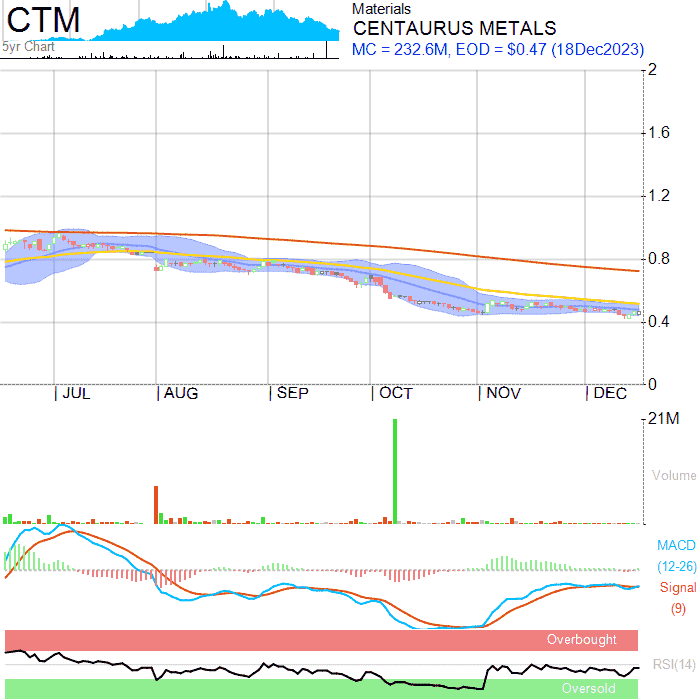 CTM
5yr Chart
Materials
CENTAURUS METALS
MC = 232.6M, EOD = $0.47 (18Dec2023)
2
1.6
1.2
0.8
0.4
0
JUL AUG SEP OCT NOV DEC
21M
Volume
MACD
(12-26)
Signal
(9)
Overbought
RSI(14)
Oversold